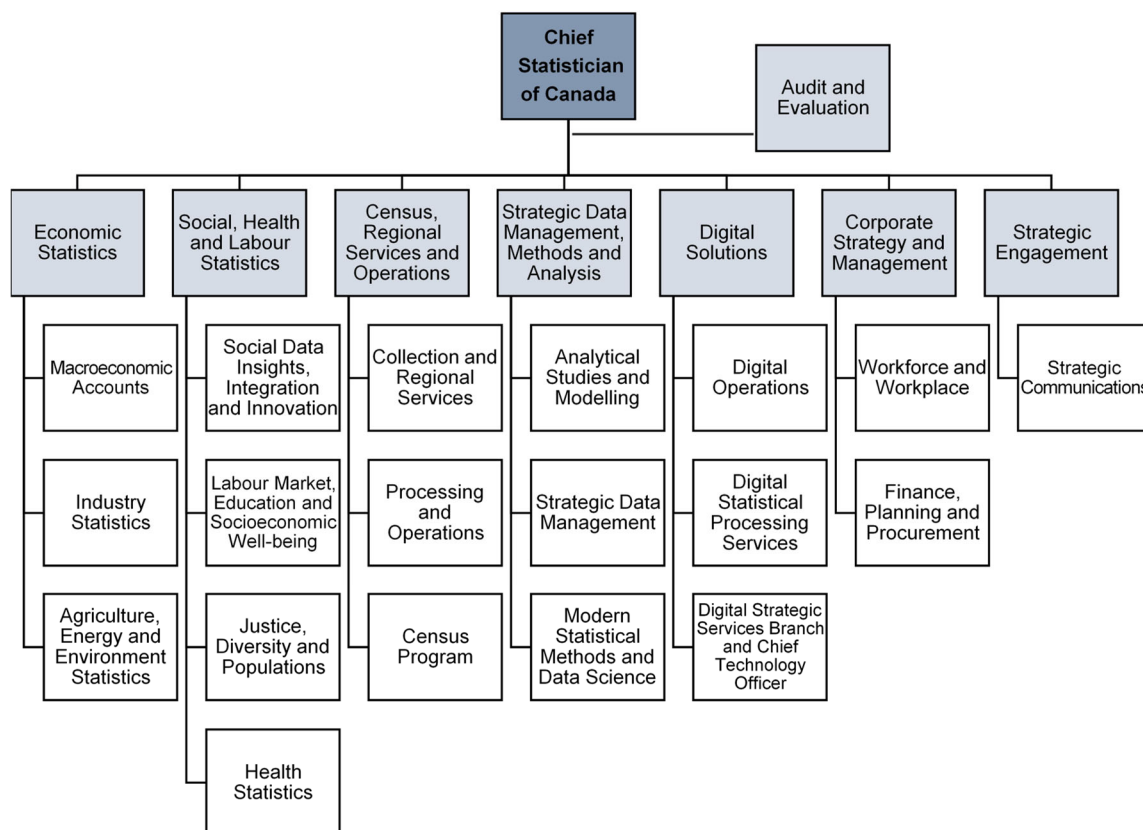 Chief
Statistician
of Canada
Audit and
Evaluation
Economic
Statistics
Social, Health
and Labour
Statistics
Census,
Regional
Services and
Operations
Strategic Data
Management,
Methods and
Analysis
Digital
Solutions
Corporate
Strategy and
Management
Strategic
Engagement
Macroeconomic
Accounts
Social Data
Insights,
Integration
and Innovation
Collection and
Regional
Services
Analytical
Studies and
Modelling
Digital
Operations
Workforce and
Workplace
Strategic
Communications
Industry
Statistics
Labour Market,
Education and
Socioeconomic
Well-being
Processing
and
Operations
Strategic Data
Management
Digital
Statistical
Processing
Services
Finance,
Planning and
Procurement
Agriculture,
Energy and
Environment
Statistics
Justice,
Diversity and
Populations
Census
Program
Modern
Statistical
Methods and
Data Science
Digital Strategic
Services Branch
and Chief
Technology
Officer
Health
Statistics